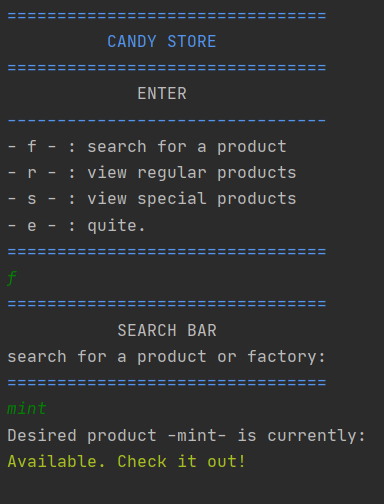 ================================
CANDY STORE
================================
ENTER
--------------------------------
- f - : search for a product
- r - : view regular products
- s - : view special products
- e - : quite.
================================
f
================================
SEARCH BAR
search for a product or factory:
================================
mint
Desired product -mint- is currently:
Available. Check it out!